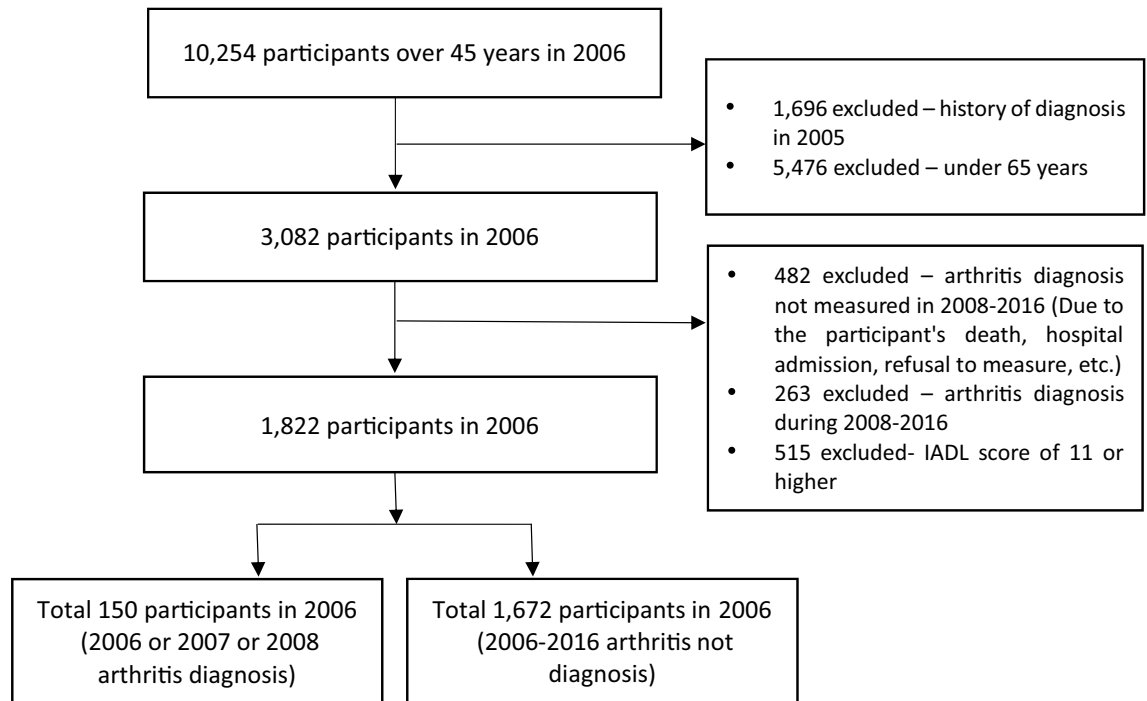 10,254 participants over 45 years in 2006
• 1,696 excluded – history of diagnosis
in 2005
• 5,476 excluded – under 65 years
3,082 participants in 2006
• 482 excluded – arthritis diagnosis
not measured in 2008-2016 (Due to
the participant's death, hospital
admission, refusal to measure, etc.)
• 263 excluded – arthritis diagnosis
during 2008-2016
• 515 excluded- IADL score of 11 or
higher
1,822 participants in 2006
Total 150 participants in 2006
(2006 or 2007 or 2008
arthritis diagnosis)
Total 1,672 participants in 2006
(2006-2016 arthritis not
diagnosis)